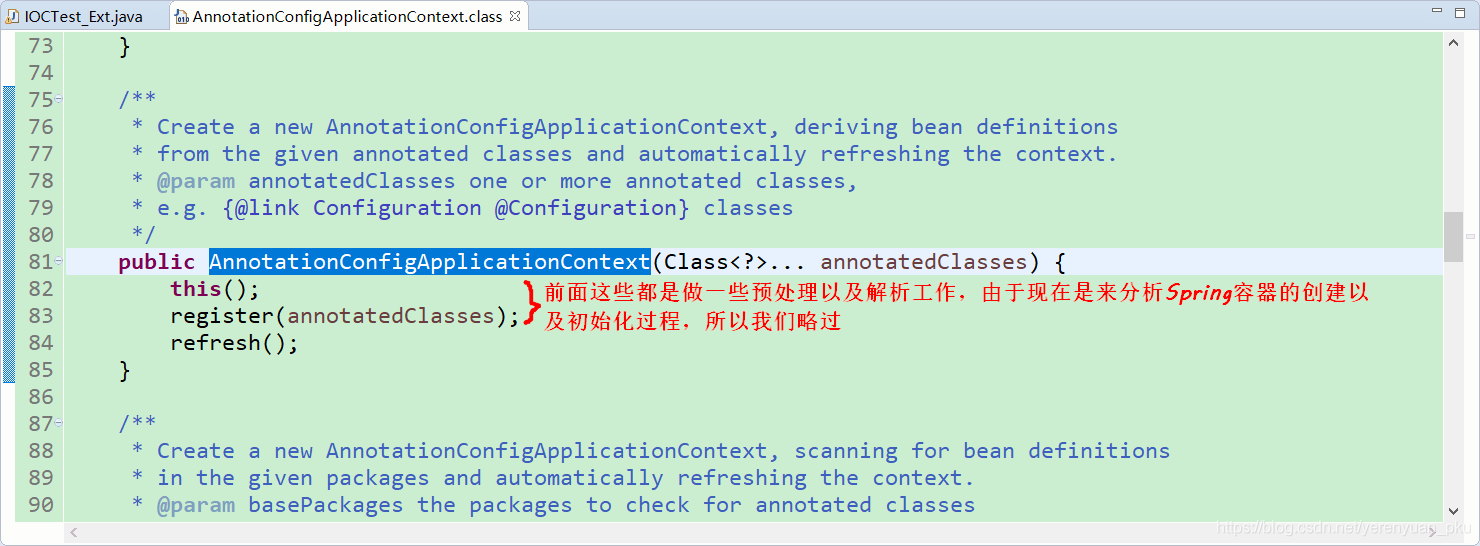 IOCTest_Ext.java AnnotationConfigApplicationContext.class
73 }
74
75 /**
76 * Create a new AnnotationConfigApplicationContext, deriving bean definitions
77 * from the given annotated classes and automatically refreshing the context.
78 * @param annotatedClasses one or more annotated classes,
79 * e.g. {@link Configuration @Configuration} classes
80 */
81 public AnnotationConfigApplicationContext(Class<?>... annotatedClasses) {
82 this(); 前面这些都是做一些预处理以及解析工作，由于现在是来分析Spring容器的创建以
83 register(annotatedClasses); 及初始化过程，所以我们略过
84 refresh();
85 }
86
87 /**
88 * Create a new AnnotationConfigApplicationContext, scanning for bean definitions
89 * in the given packages and automatically refreshing the context.
90 * @param basePackages the packages to check for annotated classes
https://blog.csdn.net/yerenyuan_pku